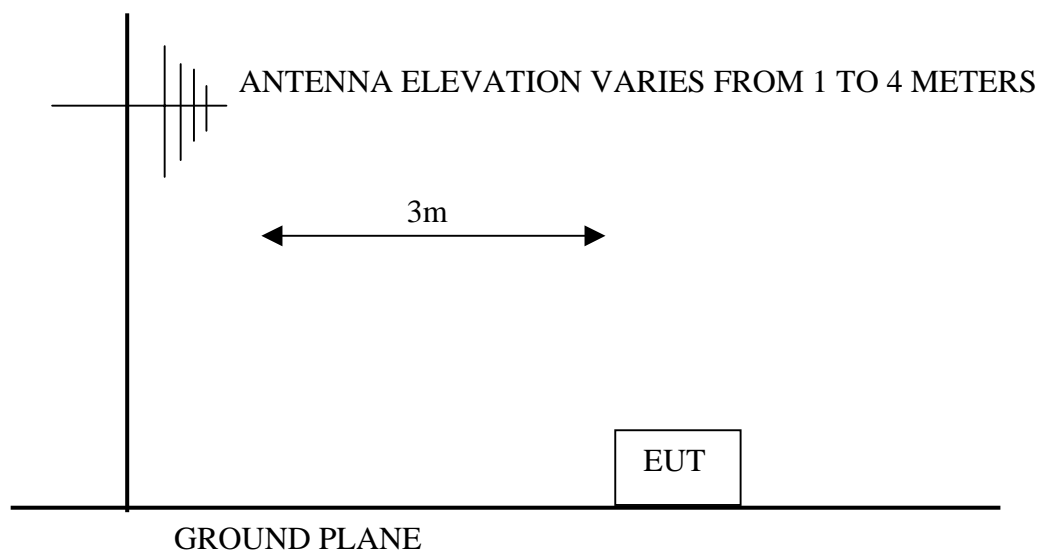 ANTENNA ELEVATION VARIES FROM 1 TO 4 METERS
3m
EUT
GROUND PLANE